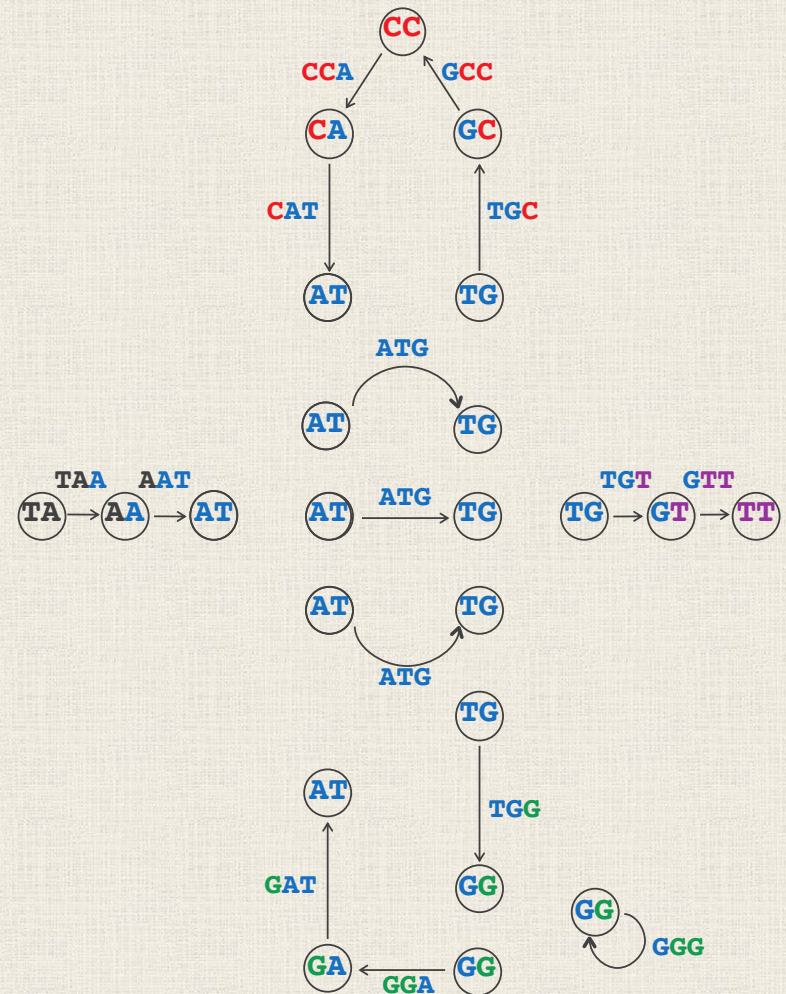 CC
CCA GCC
CA GC
CAT TGC
AT TG
ATG
AT TG
TAA AAT TGT GTT
ATG
TA AA AT AT TG TG GT TT
AT TG
ATG
TG
AT
TGG
GAT GG
GG
GGG
GA GG
GGA